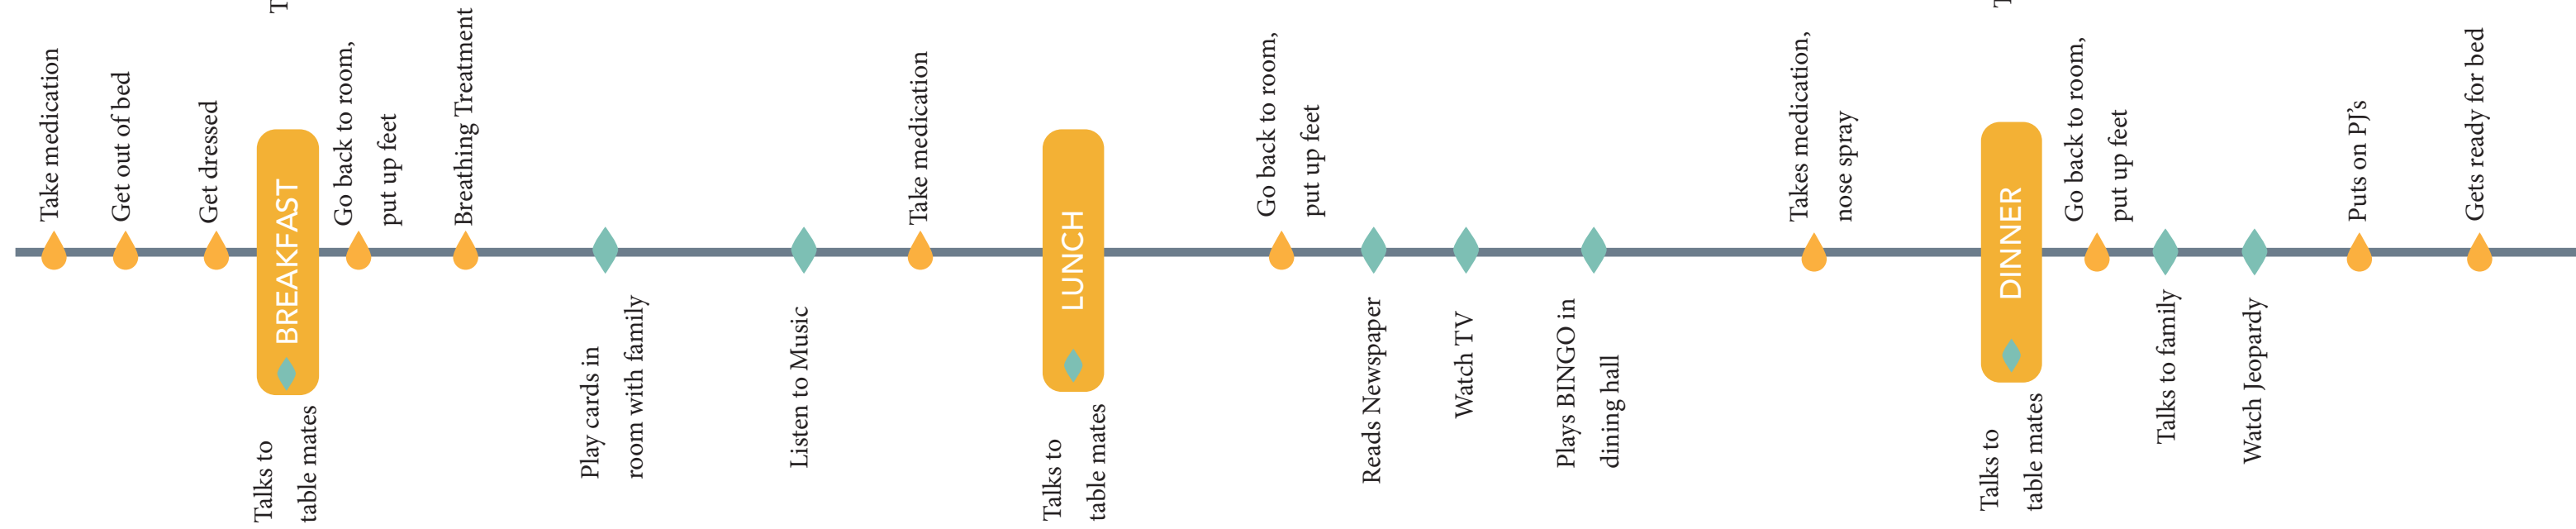 Take medication
Get out of bed
Get dressed
BREAKFAST
Talks to
table mates
Go back to room,
put up feet
Breathing Treatment
Play cards in
room with family
Listen to Music
Take medication
LUNCH
Talks to
table mates
Go back to room,
put up feet
Reads Newspaper
Watch TV
Plays BINGO in
dining hall
Takes medication,
nose spray
DINNER
Talks to
table mates
Go back to room,
put up feet
Talks to family
Watch Jeopardy
Puts on PJ's
Gets ready for bed